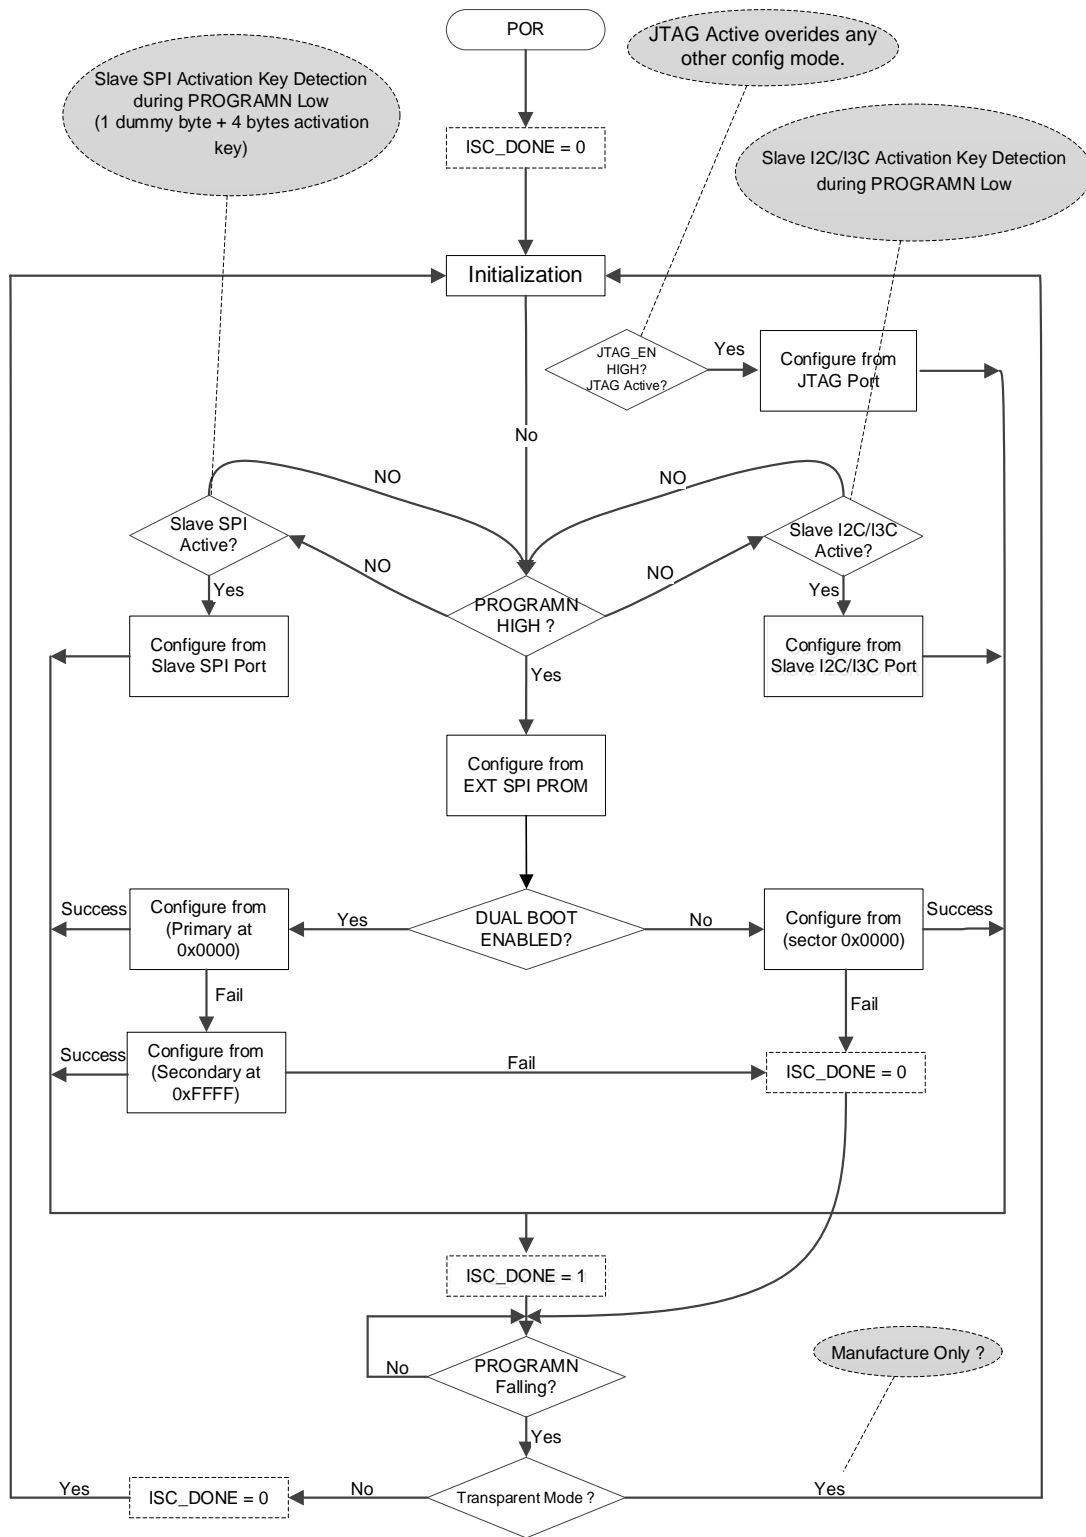 POR
JTAG Active overides any
other config mode.
Slave SPI Activation Key Detection
during PROGRAMN Low
(1 dummy byte + 4 bytes activation
key)
ISC_DONE = 0
Slave I2C/I3C Activation Key Detection
during PROGRAMN Low
Initialization
JTAG_EN
HIGH?
JTAG Active?
Yes
Configure from
JTAG Port
No
NO
NO
Slave SPI
Active?
Slave I2C/I3C
Active?
NO
NO
Yes
Yes
PROGRAMN
HIGH ?
Configure from
Slave SPI Port
Configure from
Slave I2C/I3C Port
Yes
Configure from
EXT SPI PROM
Success
Configure from
(Primary at
0x0000)
Yes
DUAL BOOT
ENABLED?
No
Configure from
(sector 0x0000)
Success
Fail
Fail
Success
Configure from
(Secondary at
0xFFFF)
Fail
ISC_DONE = 0
ISC_DONE = 1
No
PROGRAMN
Falling?
Manufacture Only ?
Yes
Yes
ISC_DONE = 0
No
Transparent Mode ?
Yes